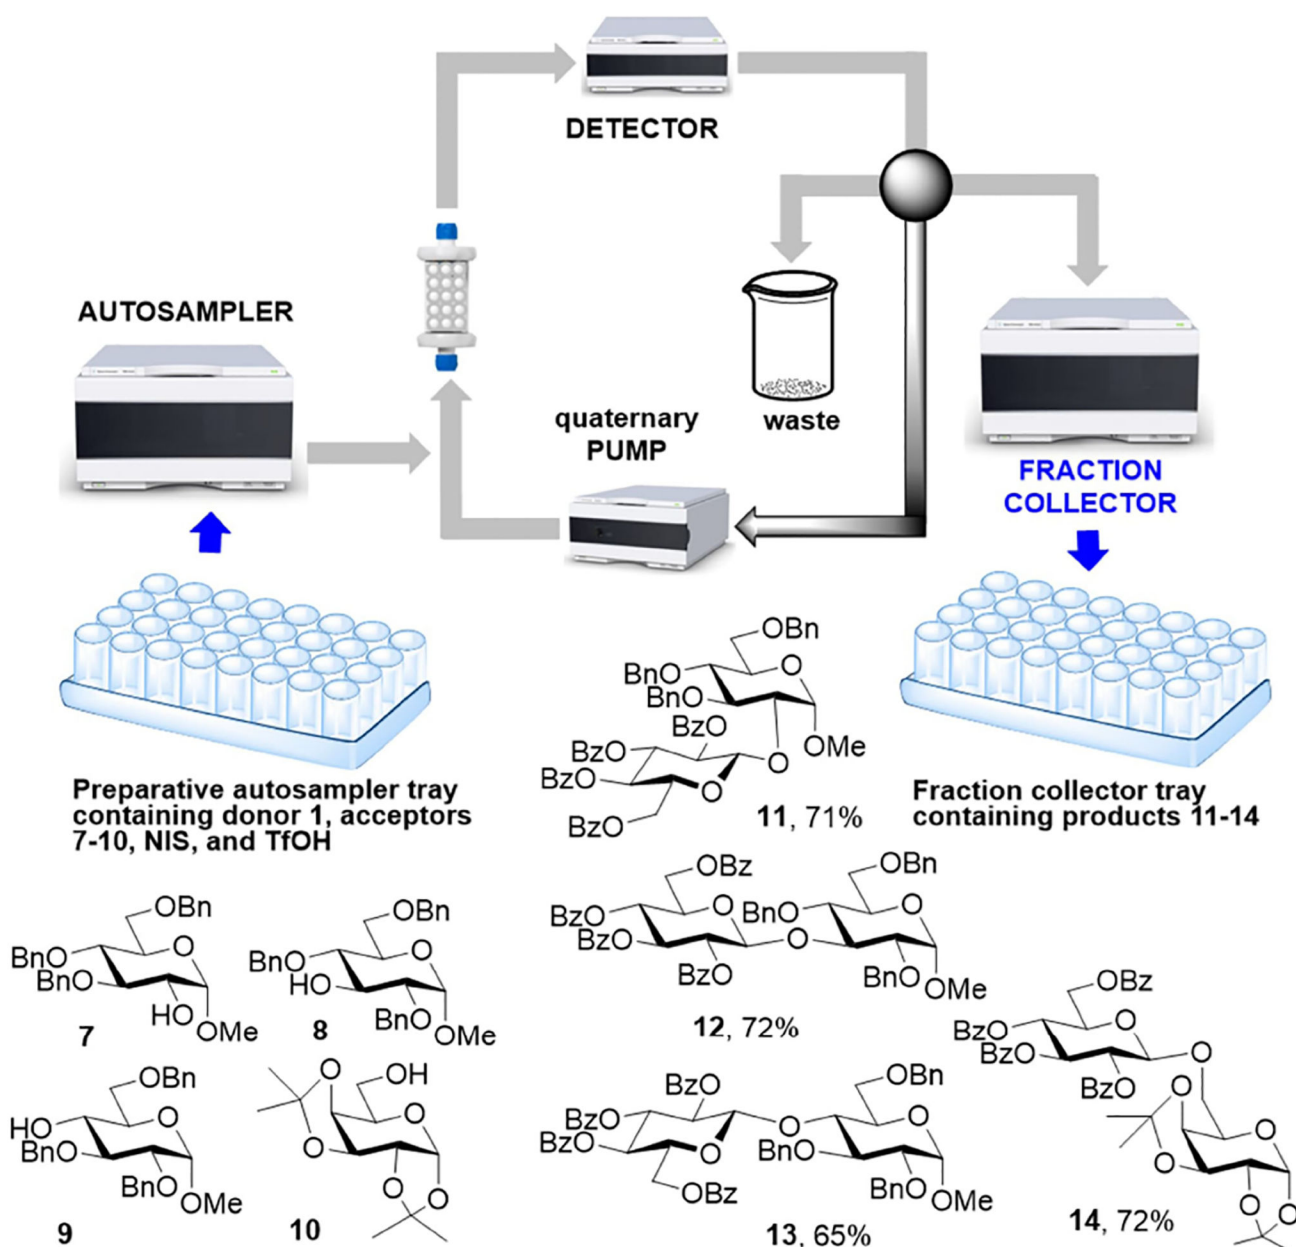 DETECTOR
AUTOSAMPLER
quaternary
PUMP
waste
FRACTION
COLLECTOR
Preparative autosampler tray
containing donor 1, acceptors
7-10, NIS, and TfOH
Fraction collector tray
containing products 11-14
OBn
O
BnO
BnO
BzO
OMe
BzO
BzO
O
O
BzO
11, 71%
OBn
O
BnO
BnO
HO
OMe
7
OBn
O
BnO
HO
BnO
OMe
8
OBz
OBn
O
O
BzO
BnO
BzO
O
BzO
BnO
OMe
12, 72%
OBn
O
HO
BnO
BnO
OMe
9
O
OH
O
O
O
O
10
BzO
OBn
O
O
BzO
BzO
O
BnO
OBz
BnO
OMe
13, 65%
OBz
O
BzO
BzO
O
BzO
O
O
O
O
O
14, 72%